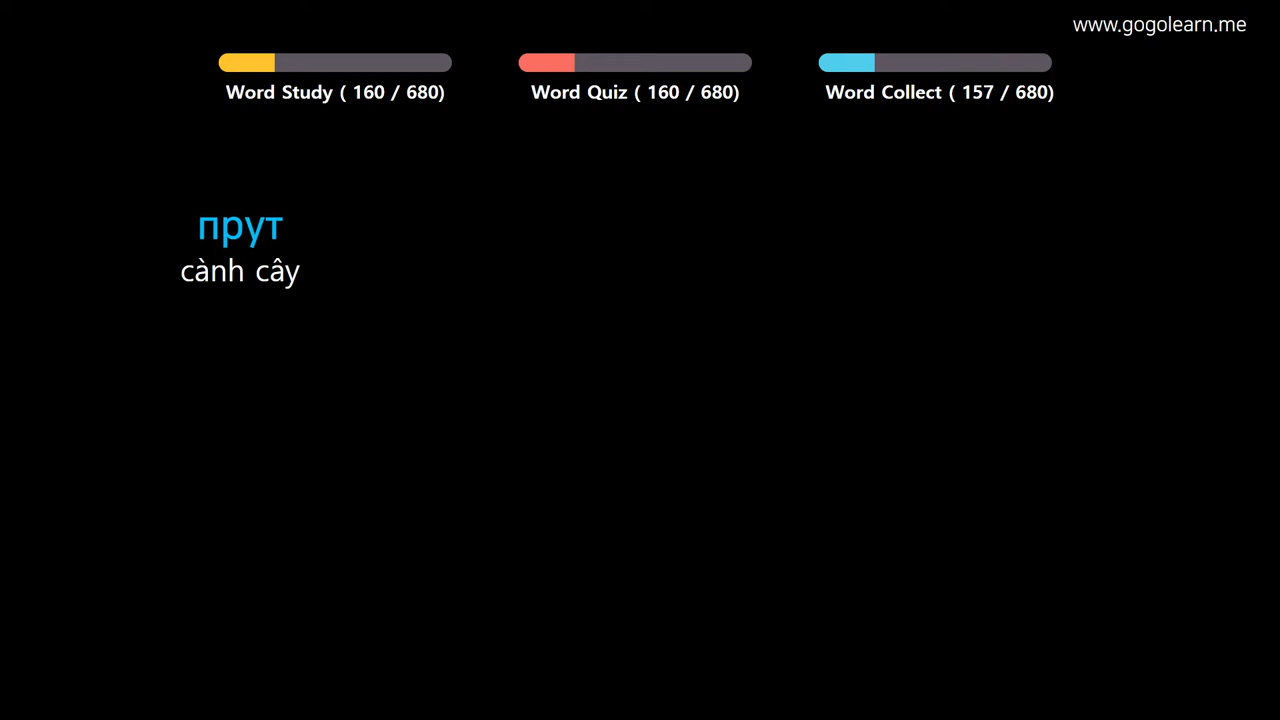 www.gogolearn.me
Word Study ( 160 / 680)
Word Quiz ( 160 / 680)
Word Collect ( 157 / 680)
прут
cành cây